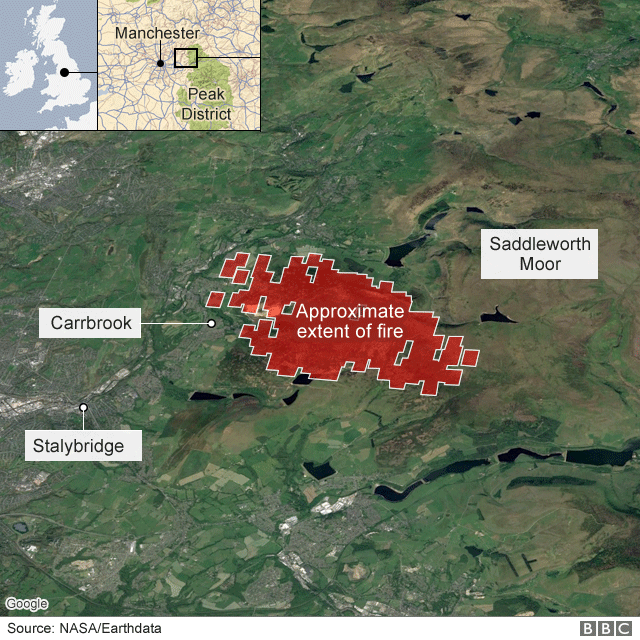 Manchester
Peak
District
Saddleworth
Moor
Approximate
extent of fire
Carrbrook
Stalybridge
Google
Source: NASA/Earthdata
BBC